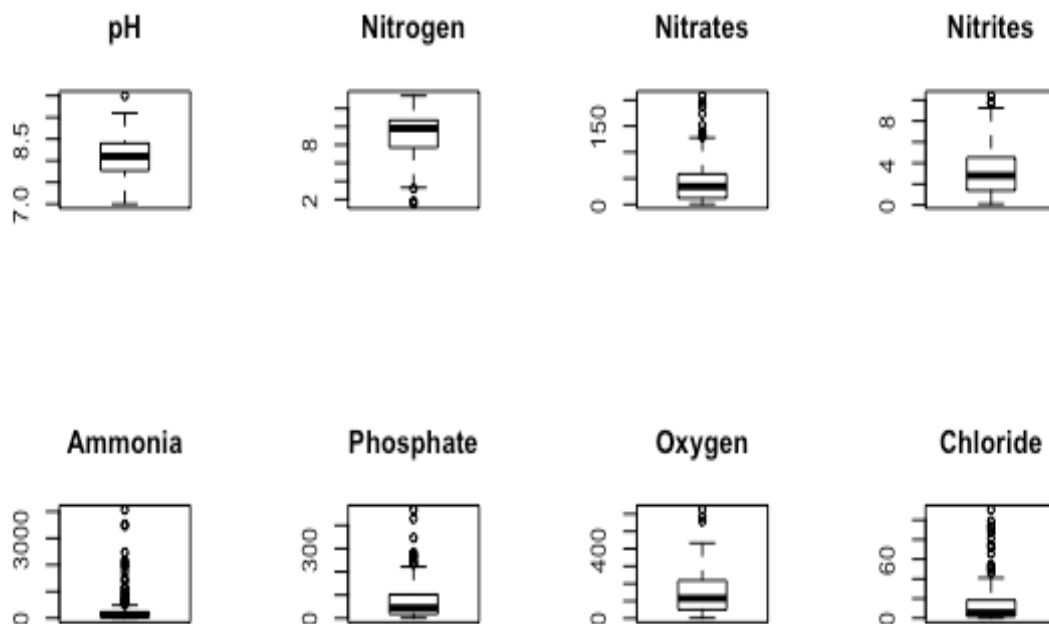 pH Nitrogen Nitrates Nitrites
7.0 8.5
2 8
0 150
0 4 8
Ammonia Phosphate Oxygen Chloride
0 3000
0 300
0 400
0 60